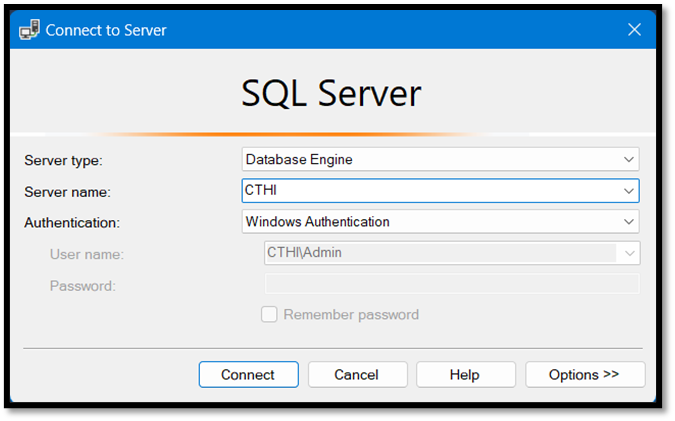 Connect to Server
SQL Server
Server type: Database Engine
Server name: CTHI
Authentication: Windows Authentication
User name: CTHI\Admin
Password:
Remember password
Connect Cancel Help Options >>